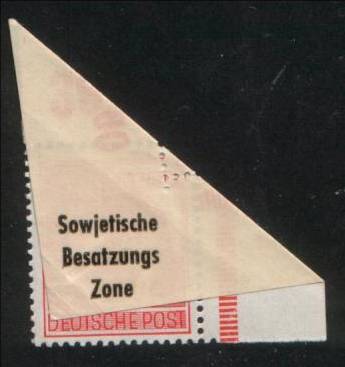 Sowjetische
Besatzungs
Zone
DEUTSCHE POST